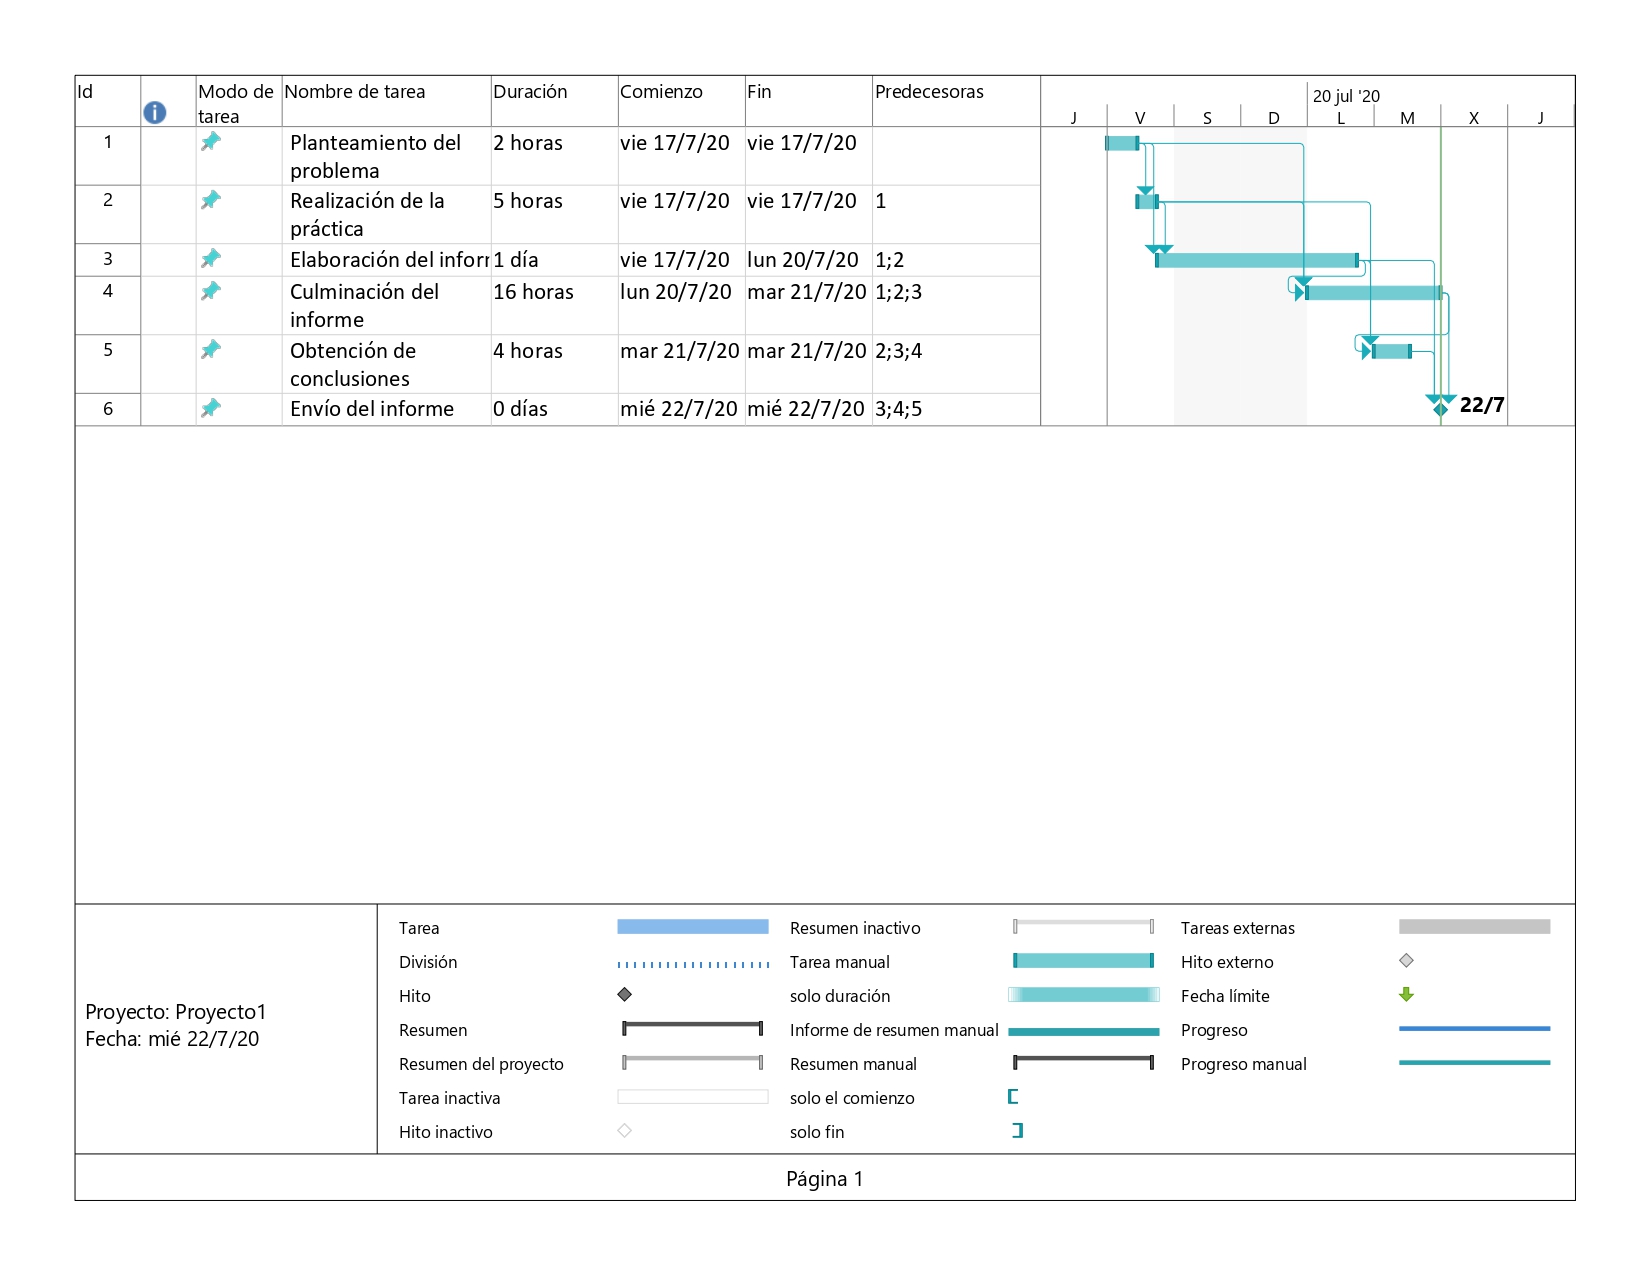 Id Modo de tarea Nombre de tarea Duración Comienzo Fin Predecesoras
20 jul '20
J V S D L M X J
1 Planteamiento del problema 2 horas vie 17/7/20 vie 17/7/20
2 Realización de la práctica 5 horas vie 17/7/20 vie 17/7/20 1
3 Elaboración del inforr 1 día vie 17/7/20 lun 20/7/20 1;2
4 Culminación del informe 16 horas lun 20/7/20 mar 21/7/20 1;2;3
5 Obtención de conclusiones 4 horas mar 21/7/20 mar 21/7/20 2;3;4
6 Envío del informe 0 días mié 22/7/20 mié 22/7/20 3;4;5
22/7
Proyecto: Proyecto1
Fecha: mié 22/7/20
Tarea
División
Hito
Resumen
Resumen del proyecto
Tarea inactiva
Hito inactivo
Resumen inactivo
Tarea manual
solo duración
Informe de resumen manual
Resumen manual
solo el comienzo
solo fin
Tareas externas
Hito externo
Fecha límite
Progreso
Progreso manual
Página 1